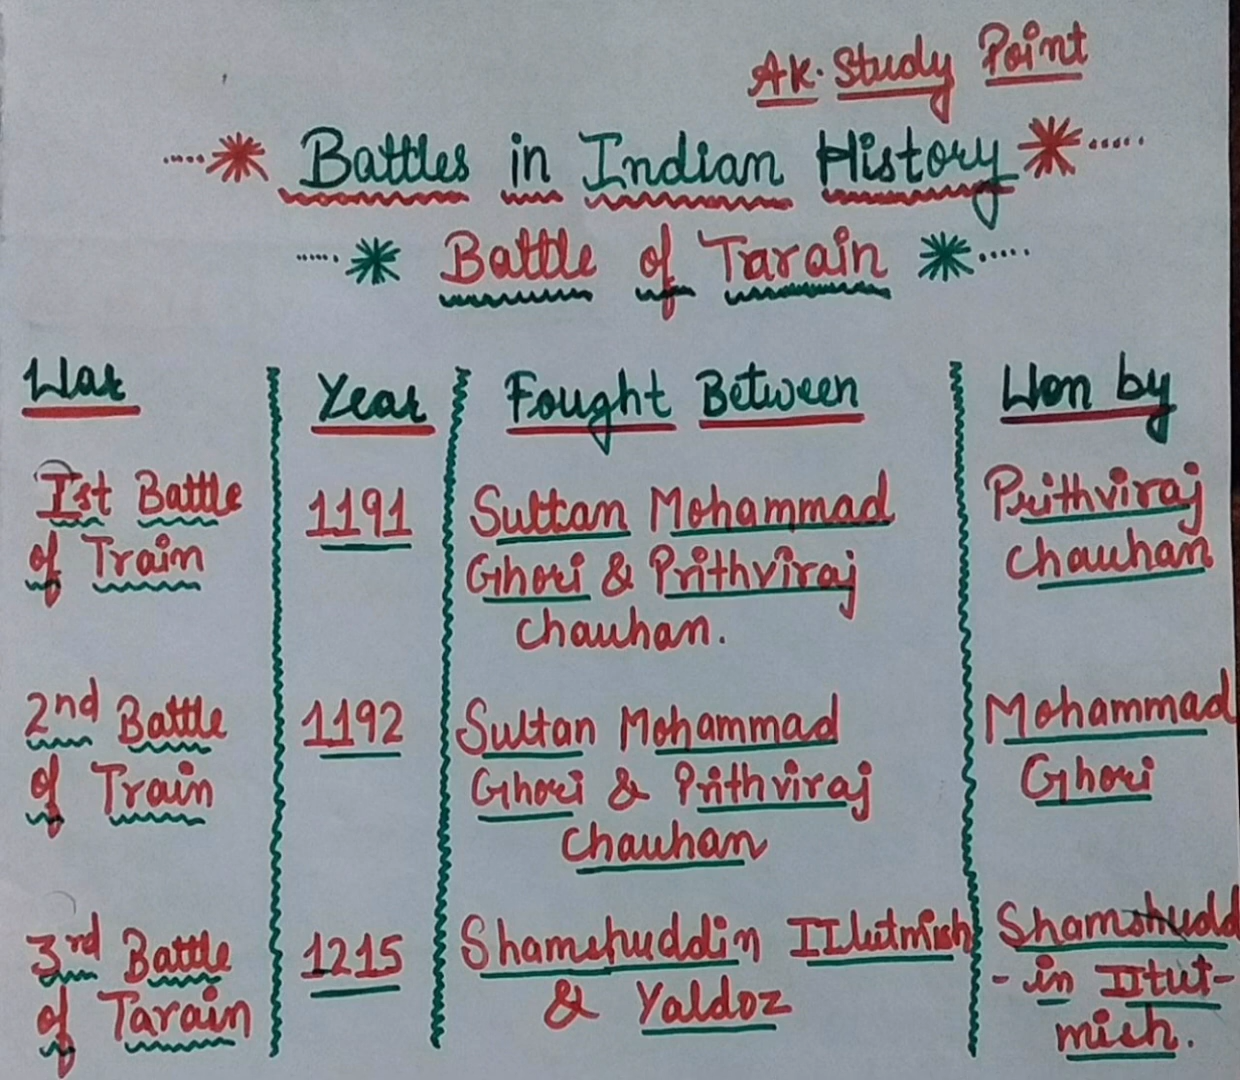 AK. Study Point
Battles in Indian History
Battle of Tarain
War Year Fought Between Won by
Ist Battle 1191 Sultan Mohammad Prithviraj
of Train Ghori & Prithviraj Chauhan
Chauhan.
2nd Battle 1192 Sultan Mohammad Mohammad
of Train Ghori & Prithviraj Ghori
Chauhan
3rd Battle 1215 Shamshuddin IIlutmish Shamshudd
of Tarain & Yaldoz - in IItut-
mish.